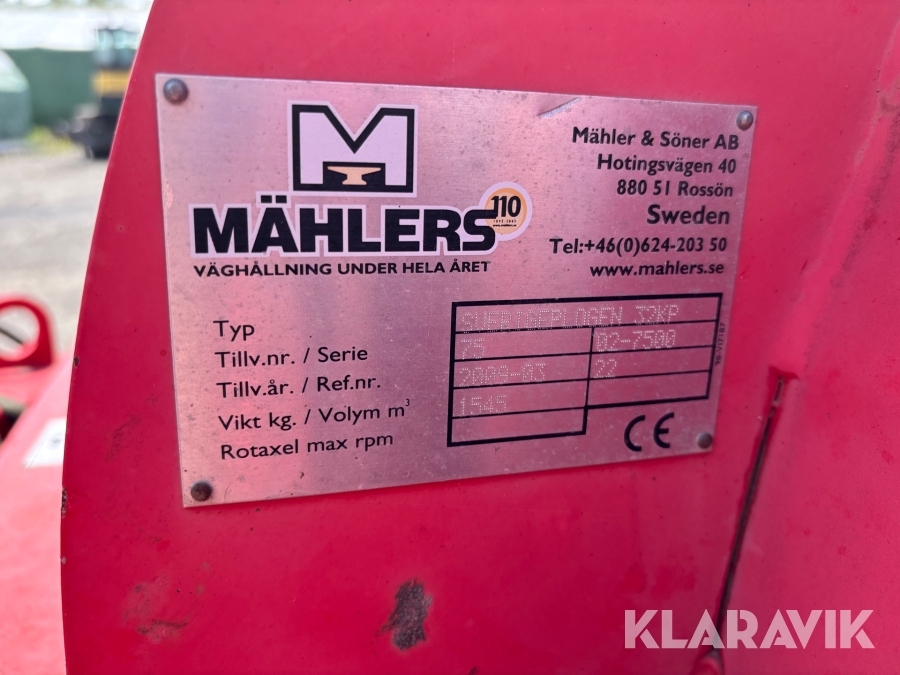 M
MÄHLERS
110
VÄGHÅLLNING UNDER HELA ÅRET
Mähler & Söner AB
Hotingsvägen 40
880 51 Rossön
Sweden
Tel:+46(0)624-203 50
www.mahlers.se
Typ SVERIGEPLOGEN 32KP
Tillv.nr. / Serie 75 02-7500
Tillv.år. / Ref.nr. 2009-03 22
Vikt kg. / Volym m³ 1545
Rotaxel max rpm
CE
KLARAVIK